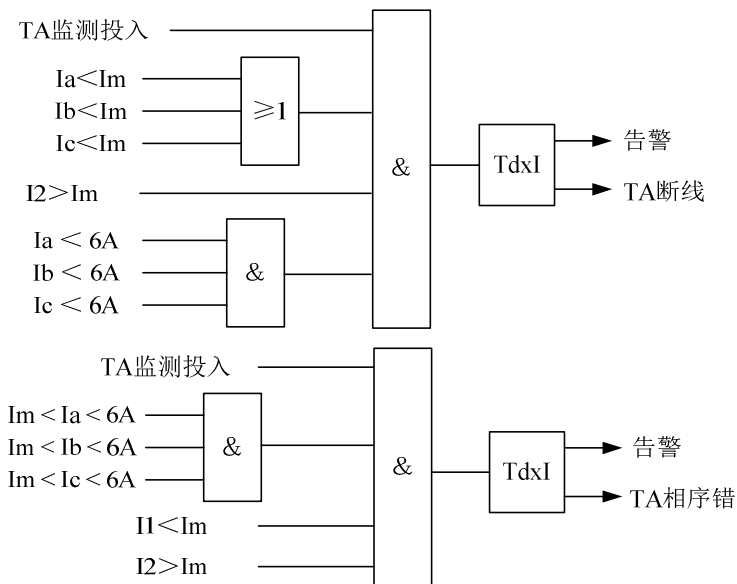 TA监测投入
Ia<Im
Ib<Im
Ic<Im
≥1
I2>Im
Ia < 6A
Ib < 6A
Ic < 6A
&
&
TdxI
告警
TA断线
TA监测投入
Im < Ia < 6A
Im < Ib < 6A
Im < Ic < 6A
&
I1<Im
I2>Im
&
TdxI
告警
TA相序错